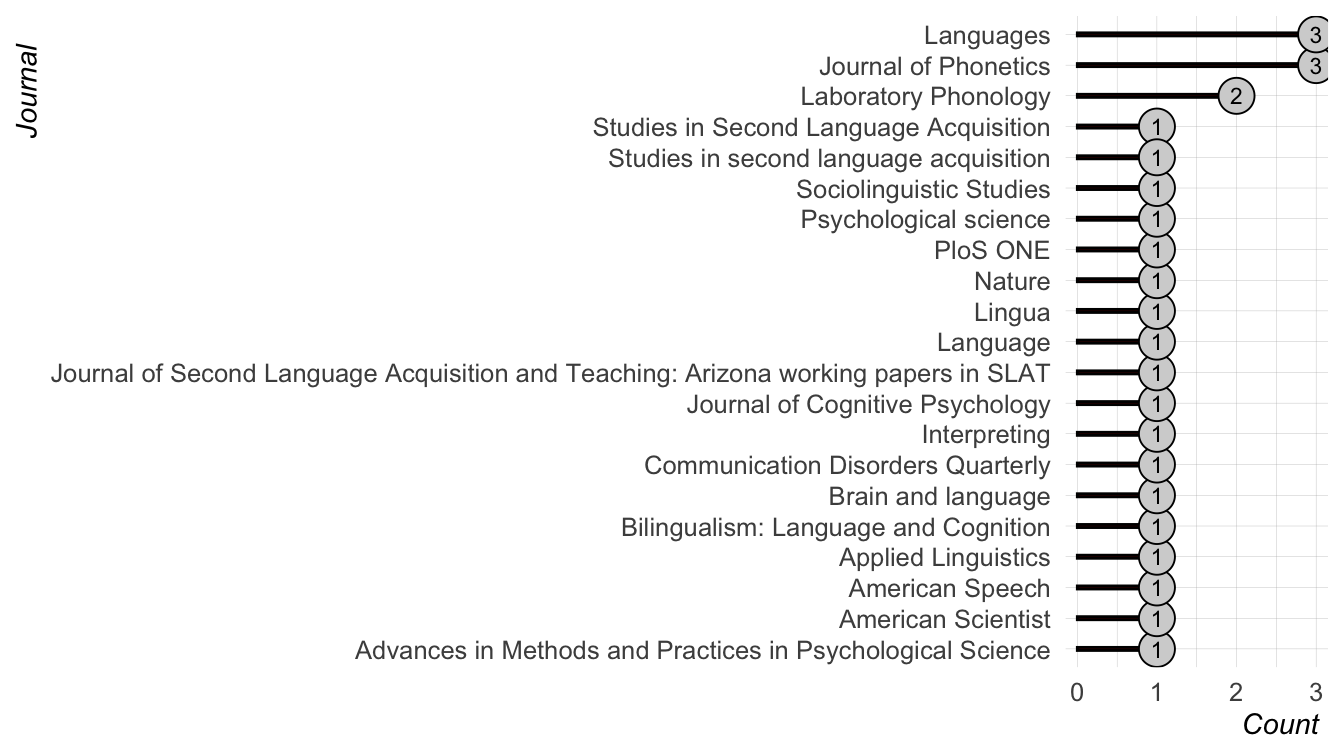 Journal
Languages 3
Journal of Phonetics 3
Laboratory Phonology 2
Studies in Second Language Acquisition 1
Studies in second language acquisition 1
Sociolinguistic Studies 1
Psychological science 1
PloS ONE 1
Nature 1
Lingua 1
Language 1
Journal of Second Language Acquisition and Teaching: Arizona working papers in SLAT 1
Journal of Cognitive Psychology 1
Interpreting 1
Communication Disorders Quarterly 1
Brain and language 1
Bilingualism: Language and Cognition 1
Applied Linguistics 1
American Speech 1
American Scientist 1
Advances in Methods and Practices in Psychological Science 1
0 1 2 3
Count